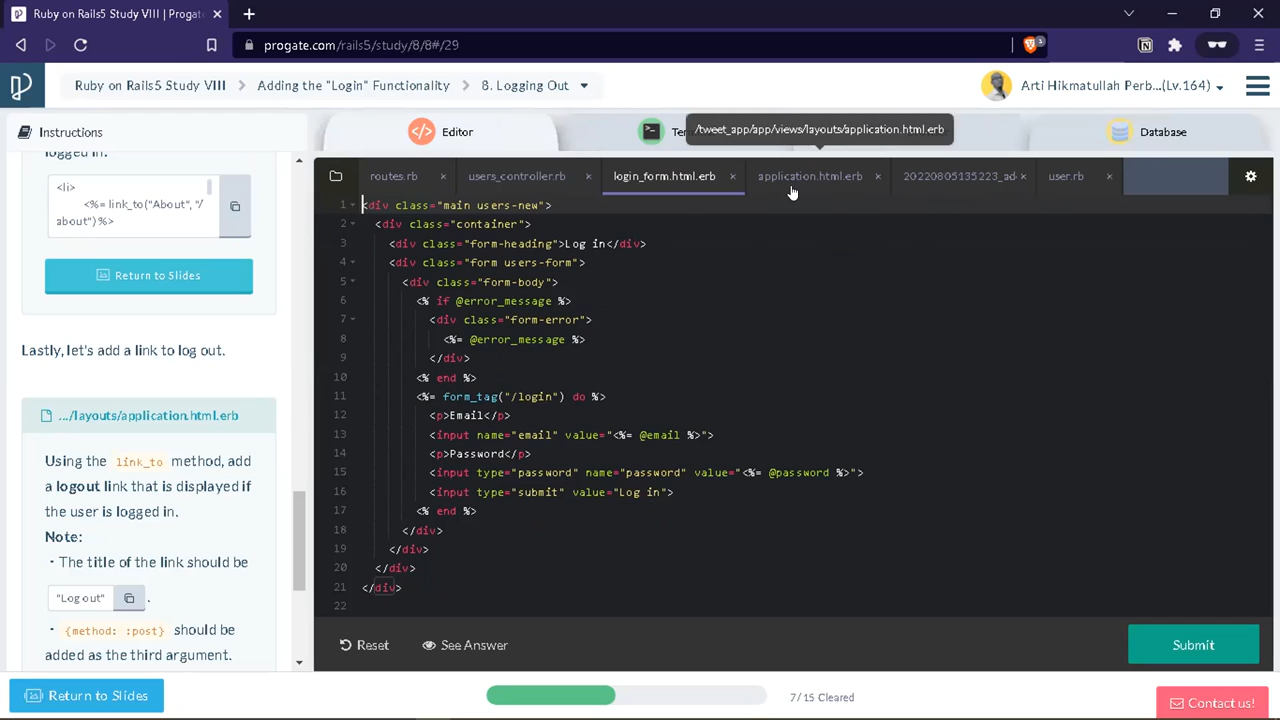 Ruby on Rails5 Study VIII | Progate
progate.com/rails5/study/8/8#/29
3
Ruby on Rails5 Study VIII
Adding the "Login" Functionality
8. Logging Out
Arti Hikmatullah Perb...(Lv.164)
Instructions
Editor
/tweet_app/app/views/layouts/application.html.erb
Database
logged in.
<li>
<%= link_to("About", "/
about") %>
Return to Slides
Lastly, let's add a link to log out.
.../layouts/application.html.erb
Using the link_to method, add
a logout link that is displayed if
the user is logged in.
Note:
・The title of the link should be
"Log out" .
・{method: :post} should be
added as the third argument.
routes.rb × users_controller.rb × login_form.html.erb × application.html.erb × 20220805135223_ad × user.rb ×
1 <div class="main users-new">
2 <div class="container">
3 <div class="form-heading">Log in</div>
4 <div class="form users-form">
5 <div class="form-body">
6 <% if @error_message %>
7 <div class="form-error">
8 <%= @error_message %>
9 </div>
10 <% end %>
11 <%= form_tag("/login") do %>
12 <p>Email</p>
13 <input name="email" value="<%= @email %>">
14 <p>Password</p>
15 <input type="password" name="password" value="<%= @password %>">
16 <input type="submit" value="Log in">
17 <% end %>
18 </div>
19 </div>
20 </div>
21 </div>
22
Reset
See Answer
Submit
Return to Slides
7/15 Cleared
Contact us!